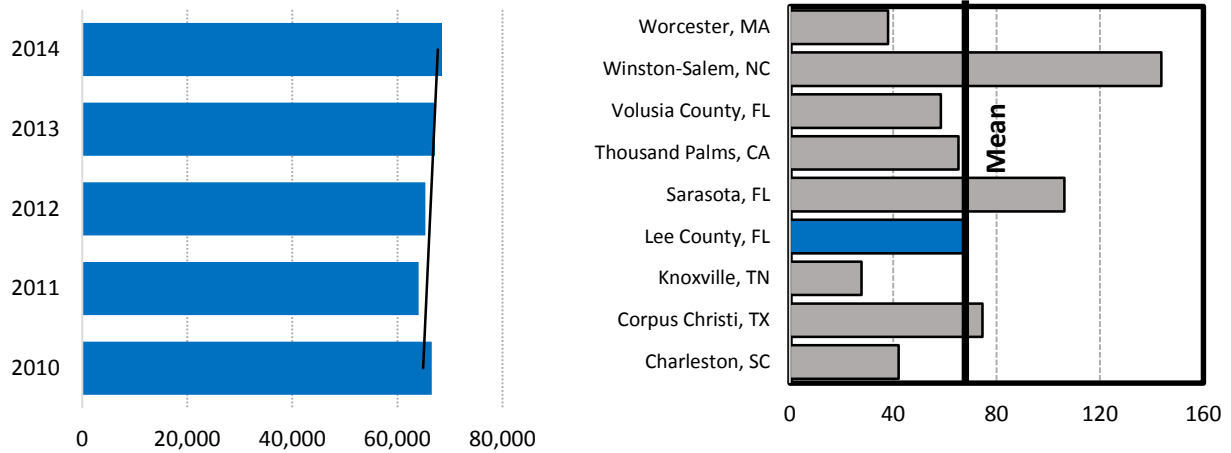 2014
2013
2012
2011
2010
0 20,000 40,000 60,000 80,000
Worcester, MA
Winston-Salem, NC
Volusia County, FL
Thousand Palms, CA
Sarasota, FL
Lee County, FL
Knoxville, TN
Corpus Christi, TX
Charleston, SC
Mean
0 40 80 120 160